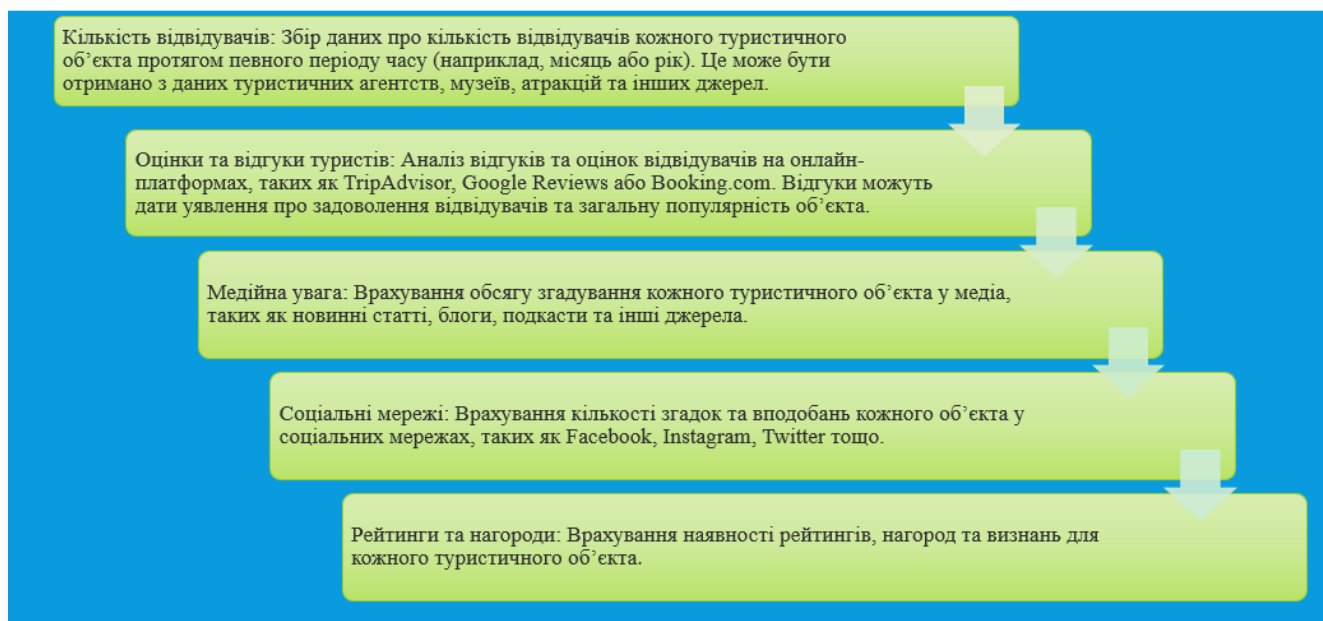 Кількість відвідувачів: Збір даних про кількість відвідувачів кожного туристичного
об’єкта протягом певного періоду часу (наприклад, місяць або рік). Це може бути
отримано з даних туристичних агентств, музеїв, атракцій та інших джерел.
Оцінки та відгуки туристів: Аналіз відгуків та оцінок відвідувачів на онлайн-
платформах, таких як TripAdvisor, Google Reviews або Booking.com. Відгуки можуть
дати уявлення про задоволення відвідувачів та загальну популярність об’єкта.
Медійна увага: Врахування обсягу згадування кожного туристичного об’єкта у медіа,
таких як новинні статті, блоги, подкасти та інші джерела.
Соціальні мережі: Врахування кількості згадок та вподобань кожного об’єкта у
соціальних мережах, таких як Facebook, Instagram, Twitter тощо.
Рейтинги та нагороди: Врахування наявності рейтингів, нагород та визнань для
кожного туристичного об’єкта.